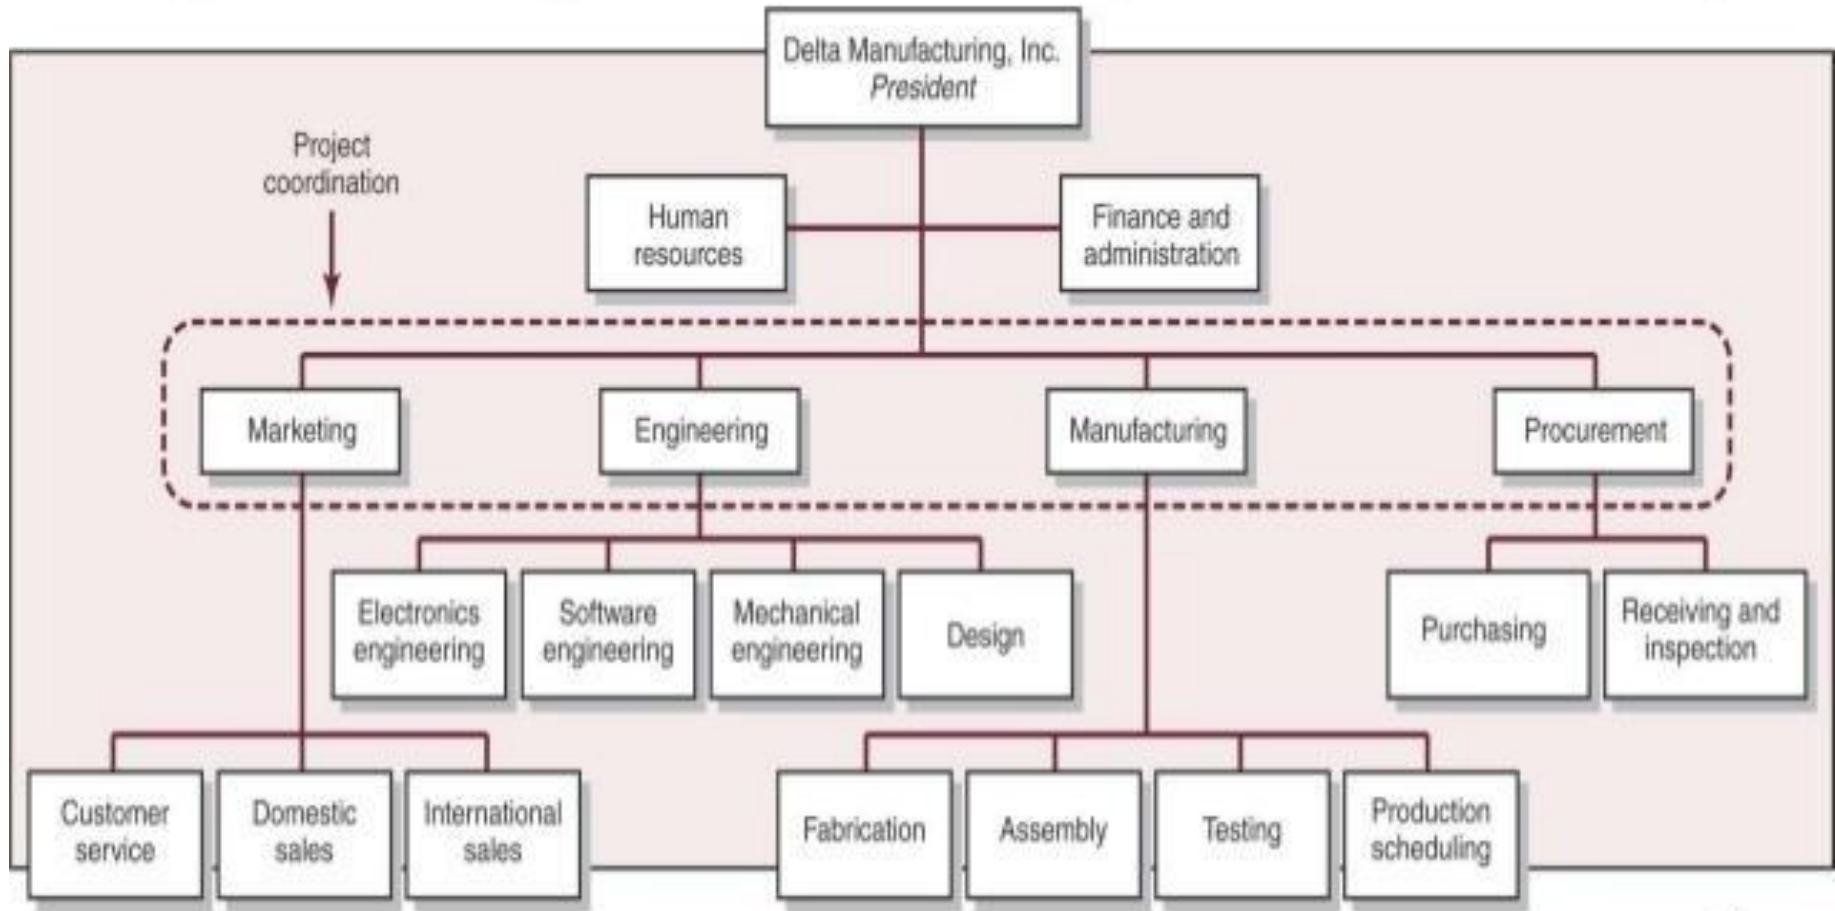 Delta Manufacturing, Inc.
President
Project
coordination
Human
resources
Finance and
administration
Marketing
Engineering
Manufacturing
Procurement
Electronics
engineering
Software
engineering
Mechanical
engineering
Design
Purchasing
Receiving and
inspection
Customer
service
Domestic
sales
International
sales
Fabrication
Assembly
Testing
Production
scheduling